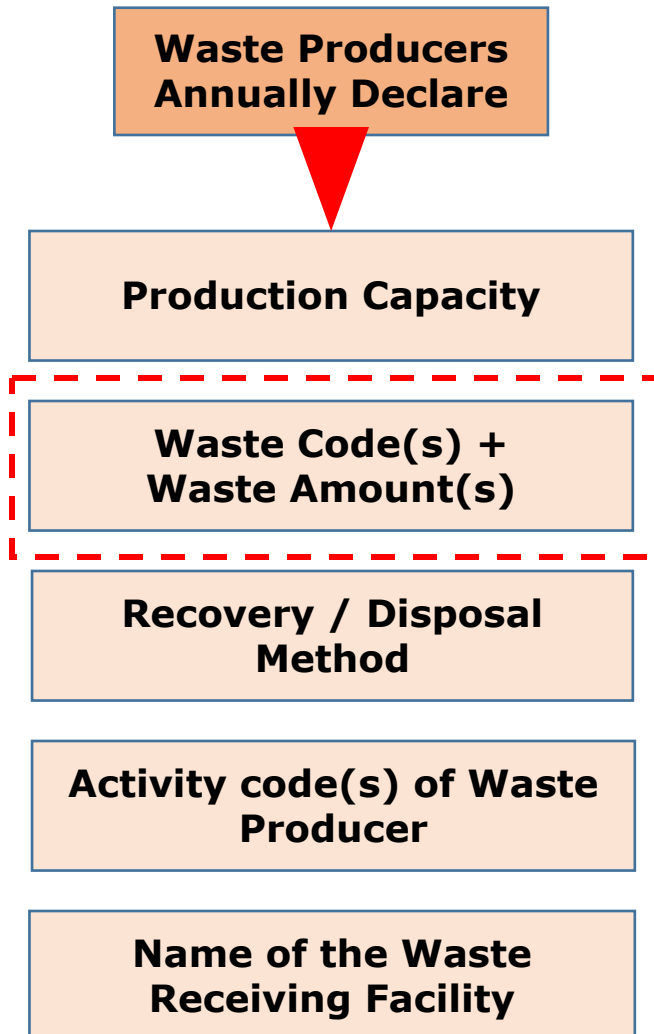 Waste Producers
Annually Declare
Production Capacity
Waste Code(s) +
Waste Amount(s)
Recovery / Disposal
Method
Activity code(s) of Waste
Producer
Name of the Waste
Receiving Facility